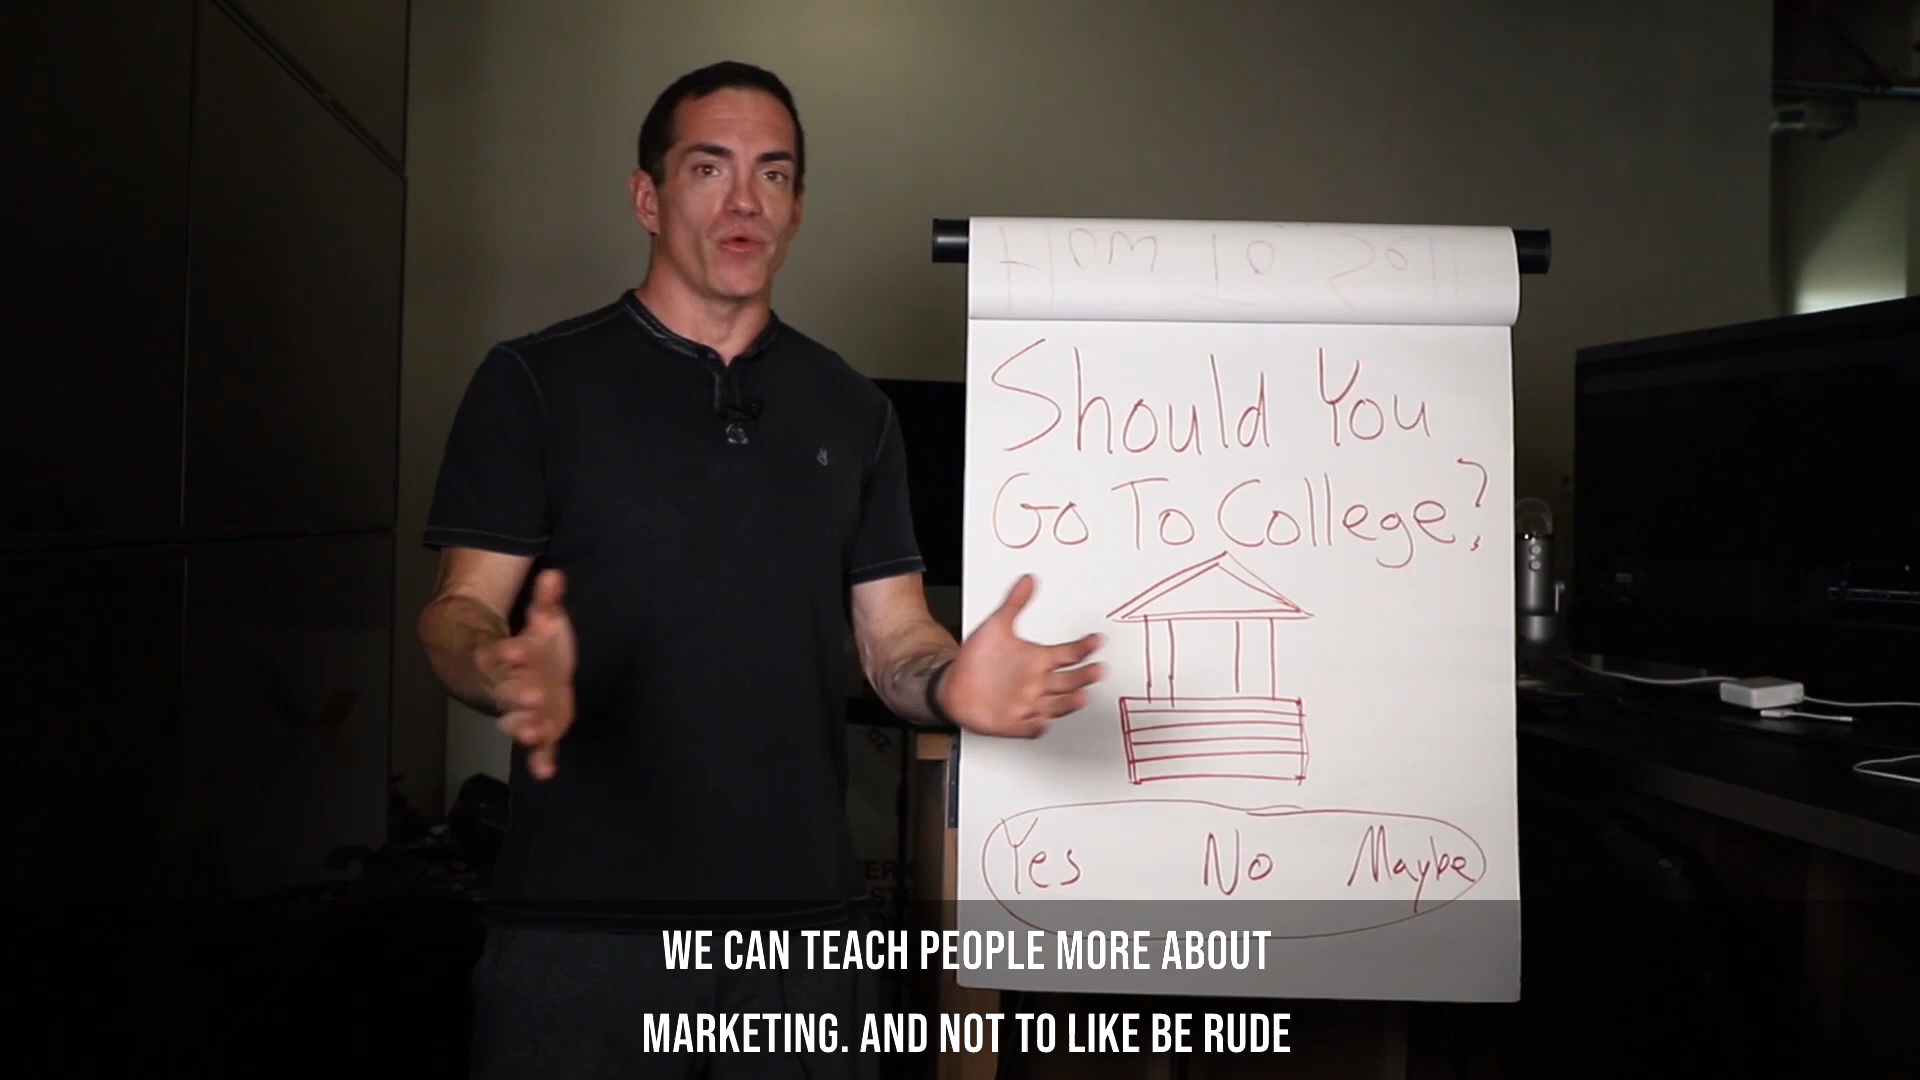 Should You
Go To College?
Yes No Maybe
WE CAN TEACH PEOPLE MORE ABOUT
MARKETING. AND NOT TO LIKE BE RUDE